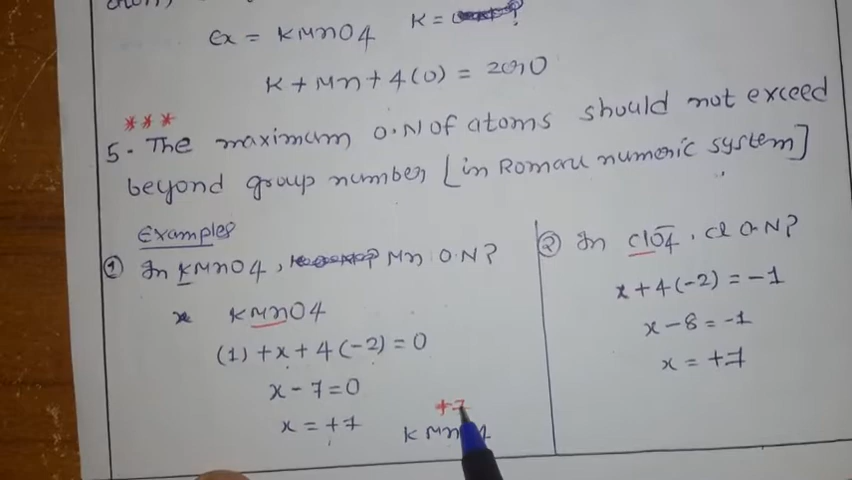 Ex = KMnO4 K = ?
K + Mn + 4(O) = zero
***
5. The maximum O.N of atoms should not exceed
beyond group number [in Roman numeric system]
Examples
① In KMnO4, Mn O.N?
x KMnO4
(1) + x + 4(-2) = 0
x - 7 = 0
x = +7
+7
KMnO4
② In ClO4⁻, Cl O.N?
x + 4(-2) = -1
x - 8 = -1
x = +7